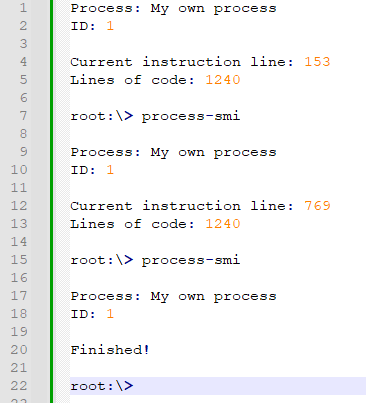 1 Process: My own process
2 ID: 1
3
4 Current instruction line: 153
5 Lines of code: 1240
6
7 root:\> process-smi
8
9 Process: My own process
10 ID: 1
11
12 Current instruction line: 769
13 Lines of code: 1240
14
15 root:\> process-smi
16
17 Process: My own process
18 ID: 1
19
20 Finished!
21
22 root:\>